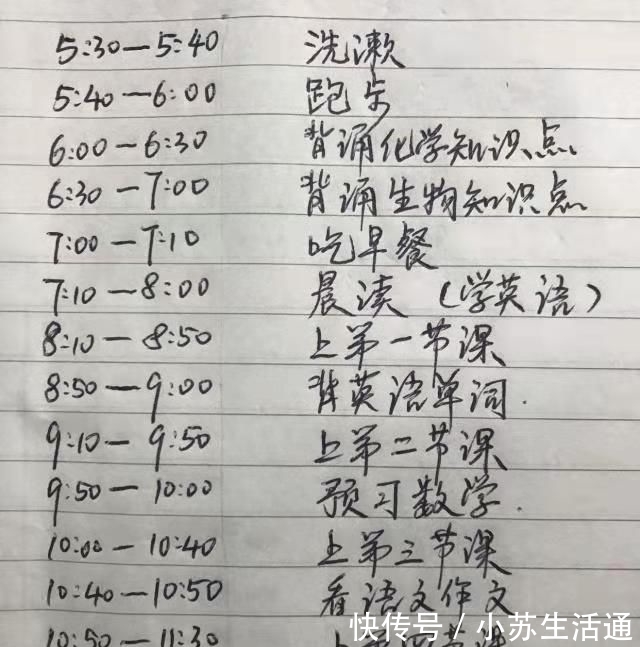 5:30—5:40 洗漱
5:40—6:00 跑步
6:00—6:30 背诵化学知识点
6:30—7:00 背诵生物知识点
7:00—7:10 吃早餐
7:10—8:00 晨读（学英语）
8:10—8:50 上第一节课
8:50—9:00 背英语单词.
9:10—9:50 上第二节课
9:50—10:00 预习数学.
10:00—10:40 上第三节课
10:40—10:50 看语文作文
10:50—11:30 上第四节课
快传号/小苏生活通